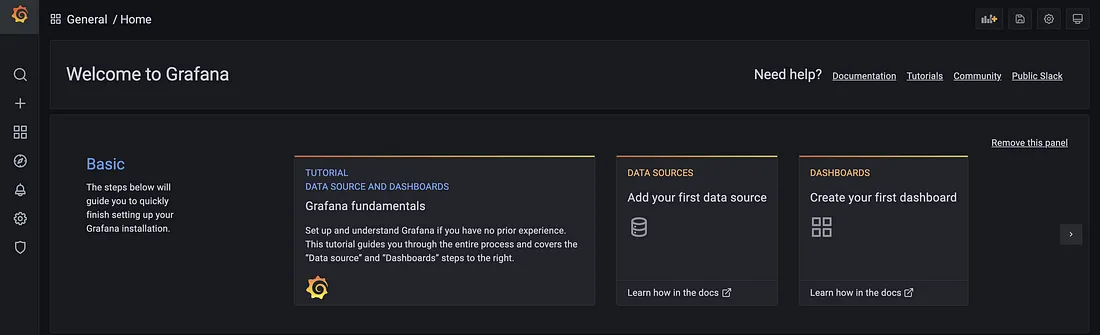 General / Home
Welcome to Grafana
Need help? Documentation Tutorials Community Public Slack
Remove this panel
Basic
The steps below will
guide you to quickly
finish setting up your
Grafana installation.
TUTORIAL
DATA SOURCE AND DASHBOARDS
Grafana fundamentals
Set up and understand Grafana if you have no prior experience.
This tutorial guides you through the entire process and covers the
“Data source” and “Dashboards” steps to the right.
DATA SOURCES
Add your first data source
Learn how in the docs
DASHBOARDS
Create your first dashboard
Learn how in the docs